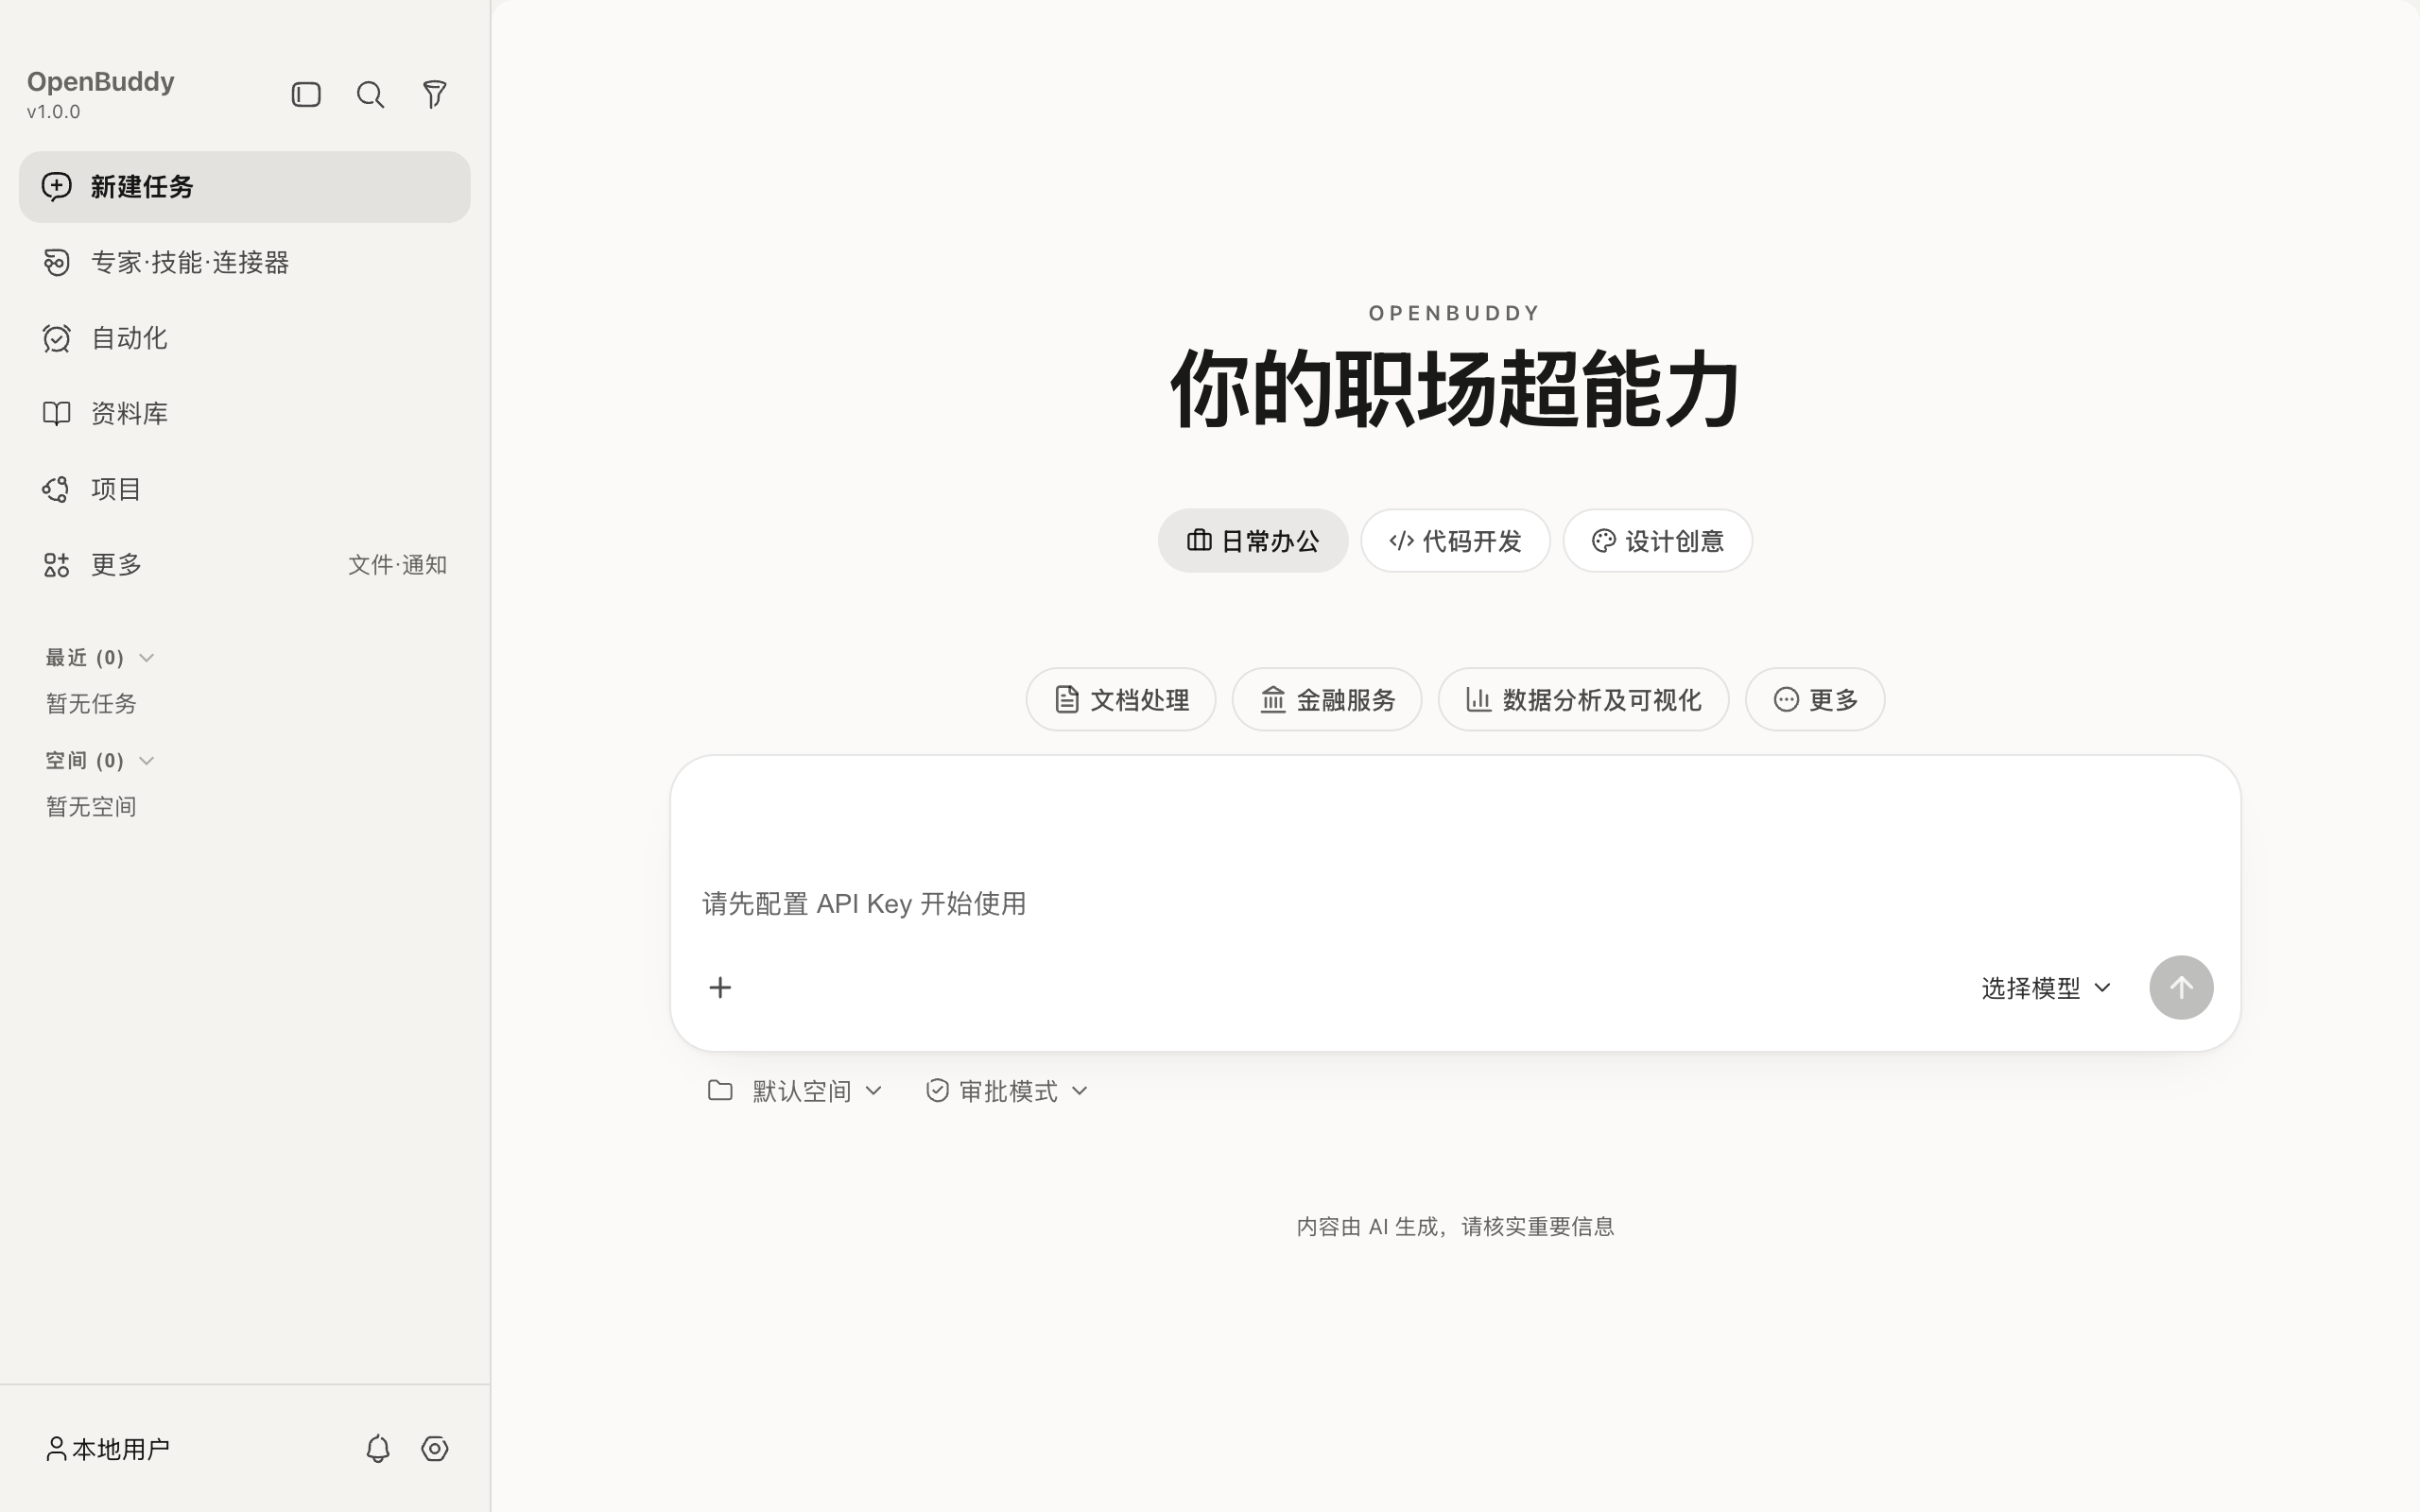 OpenBuddy
v1.0.0
新建任务
专家·技能·连接器
自动化
资料库
项目
更多 文件·通知
最近 (0)
暂无任务
空间 (0)
暂无空间
本地用户
OPENBUDDY
你的职场超能力
日常办公 代码开发 设计创意
文档处理 金融服务 数据分析及可视化 更多
请先配置 API Key 开始使用
选择模型
默认空间 审批模式
内容由 AI 生成，请核实重要信息